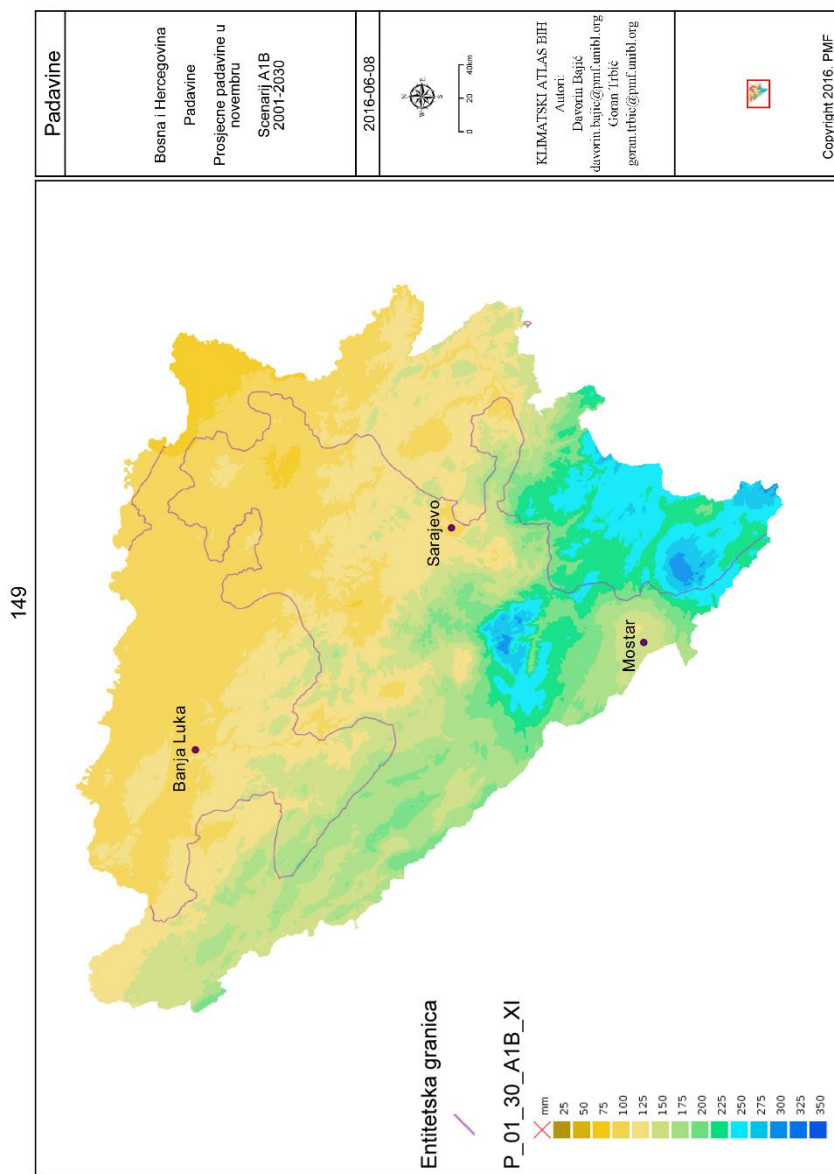 149
Padavine
Bosna i Hercegovina
Padavine
Prosjecne padavine u
novembru
Scenarij A1B
2001-2030
2016-06-08
N
W
E
S
0 20 40km
KLIMATSKI ATLAS BIH
Autori:
Davorin Bajić
davorin.bajic@pmf.unibl.org
Goran Trbić
goran.trbic@pmf.unibl.org
Copyright 2016. PMF
Banja Luka
Sarajevo
Mostar
Entitetska granica
P_01_30_A1B_XI
mm
25
50
75
100
125
150
175
200
225
250
275
300
325
350